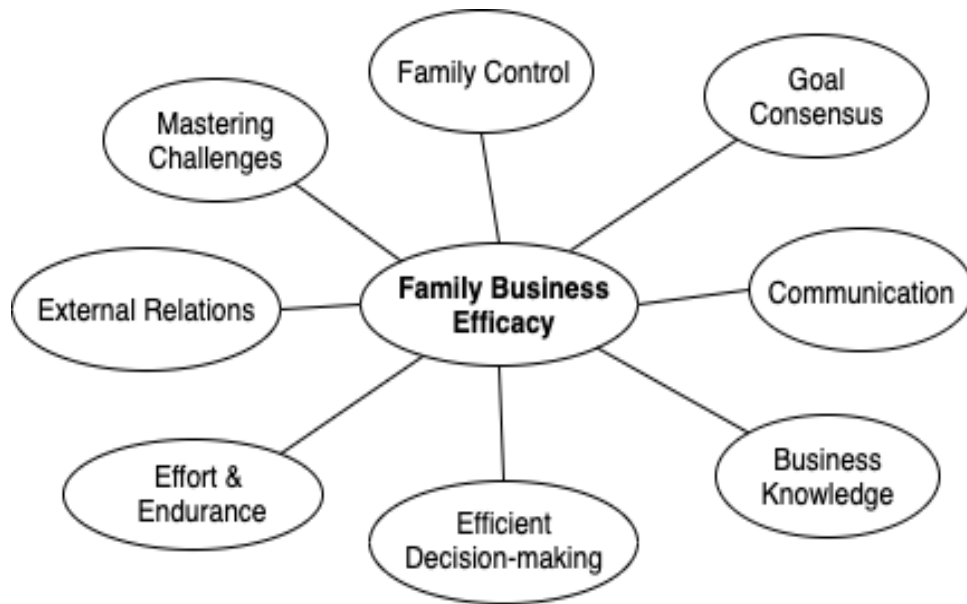 Family Control
Goal
Consensus
Mastering
Challenges
Family Business
Efficacy
Communication
External Relations
Business
Knowledge
Effort &
Endurance
Efficient
Decision-making